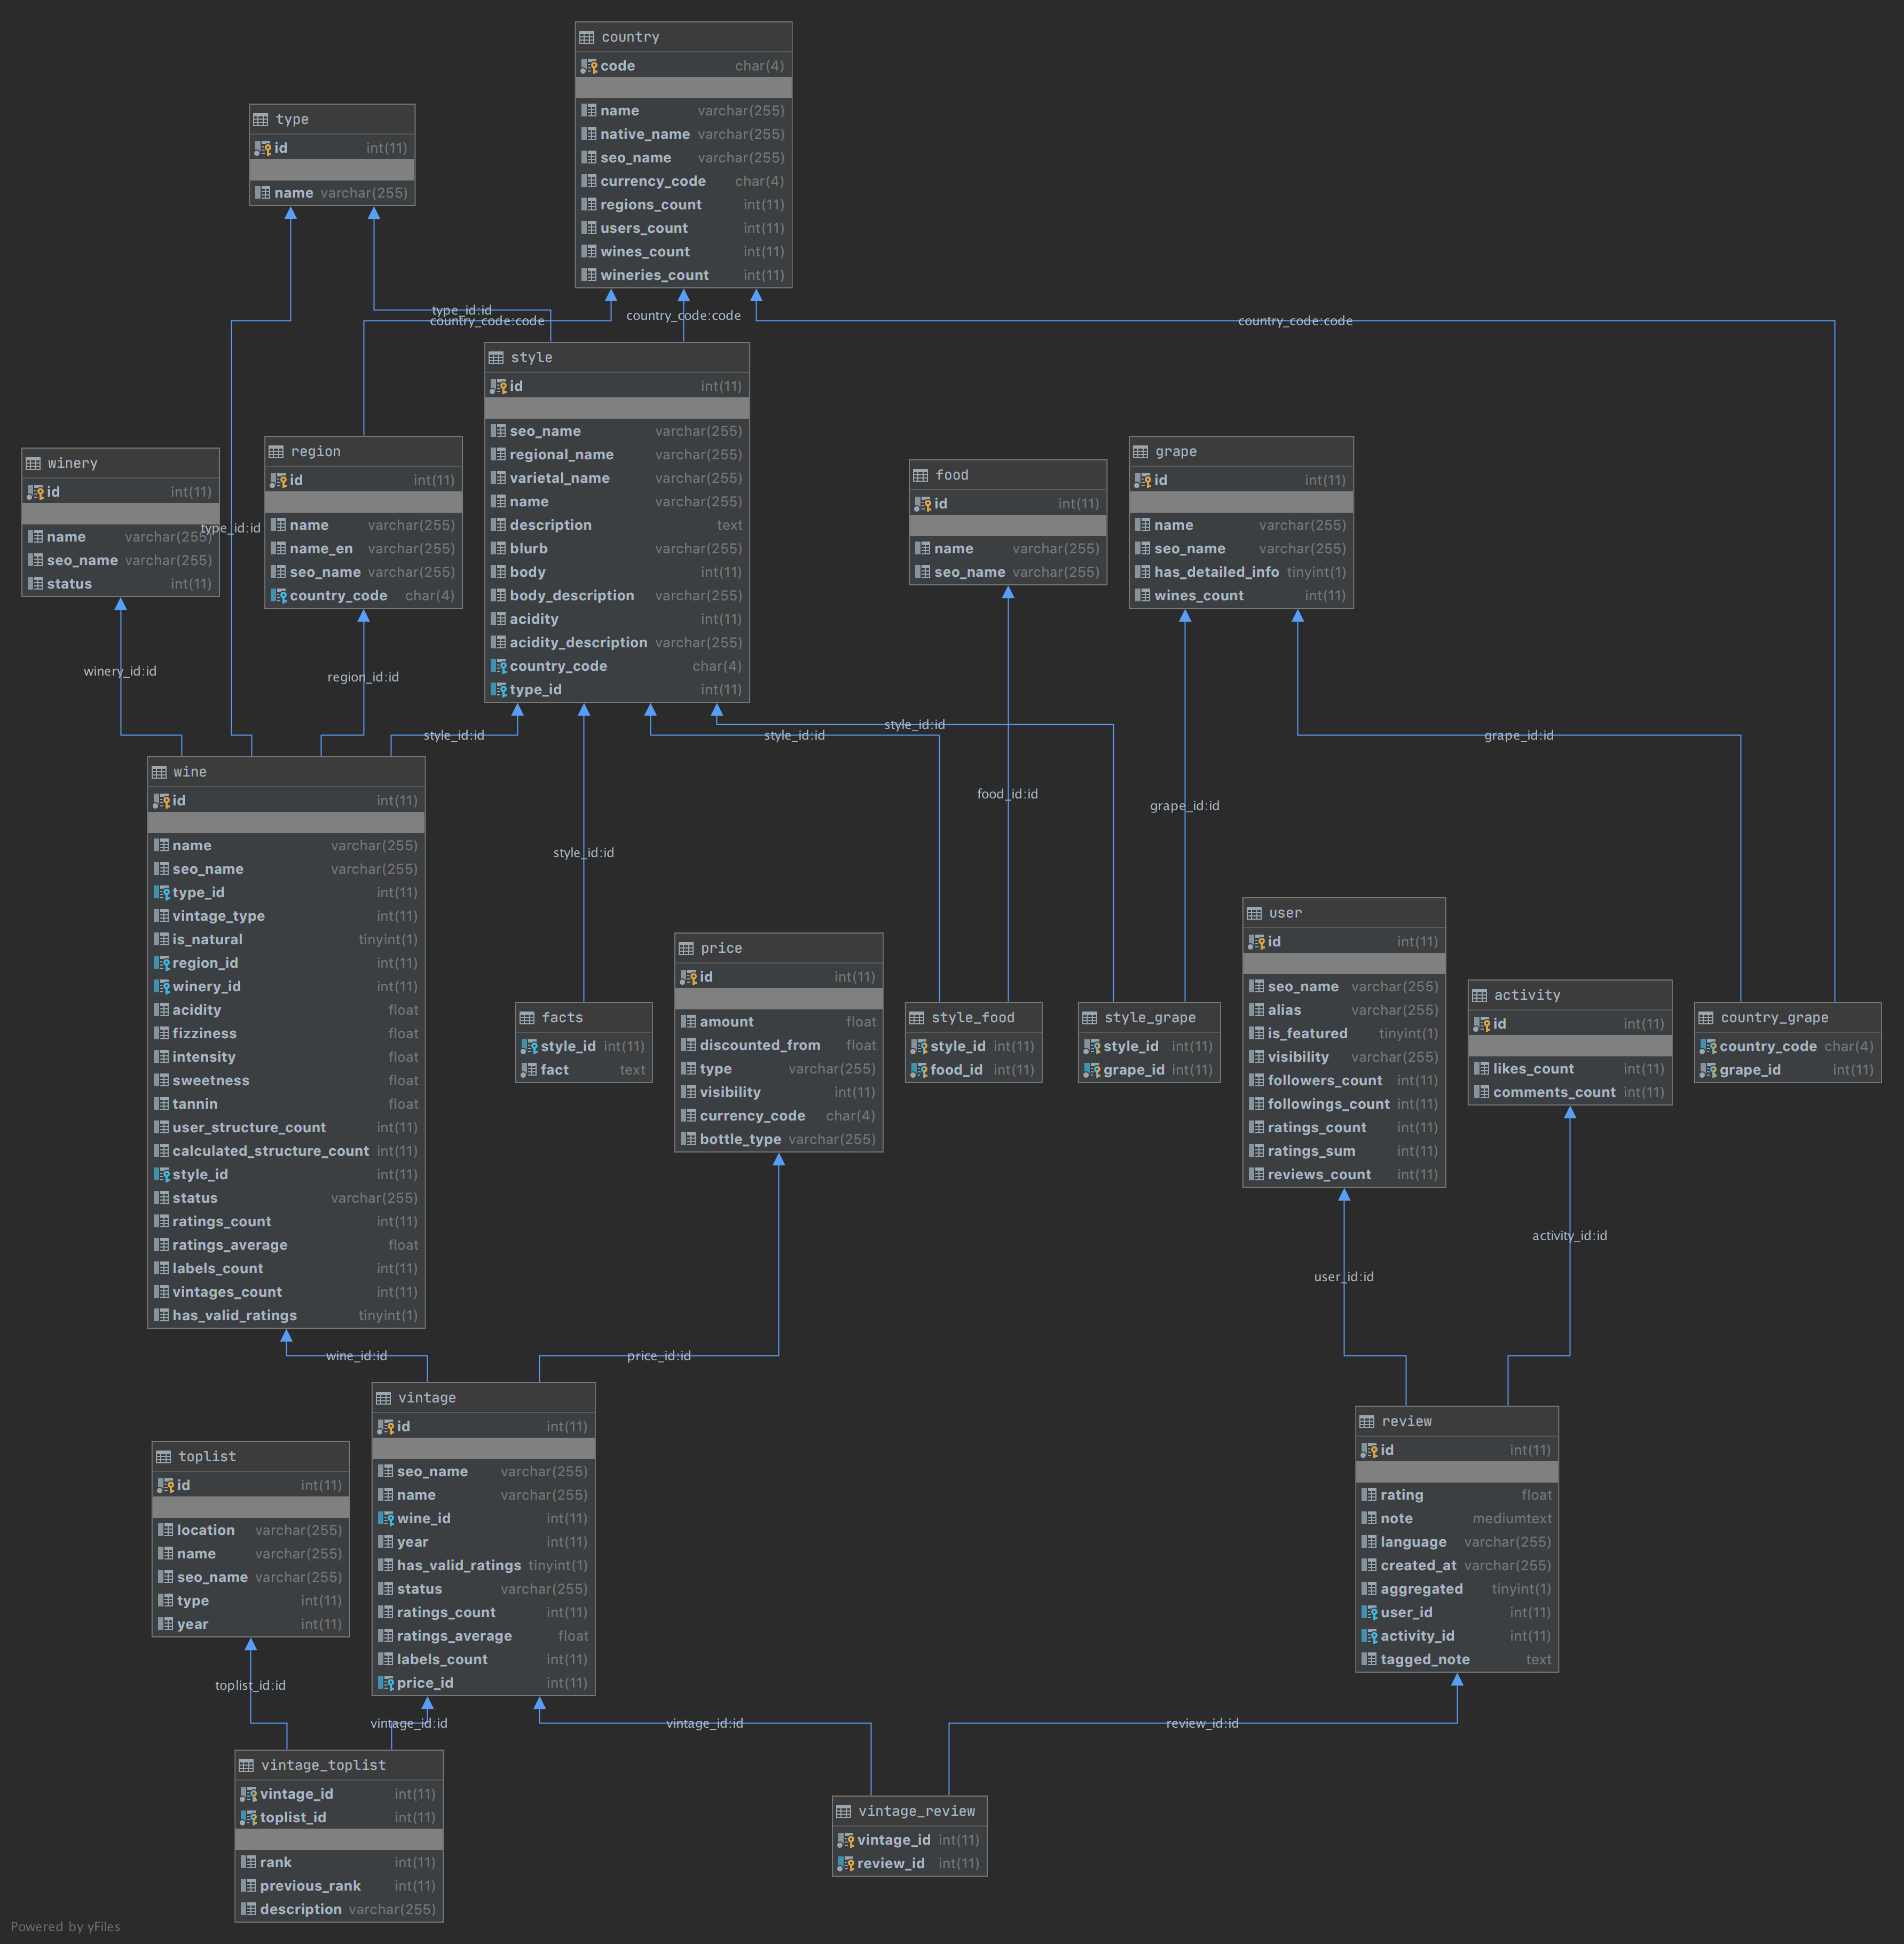 country
code char(4)
name varchar(255)
native_name varchar(255)
seo_name varchar(255)
currency_code char(4)
regions_count int(11)
users_count int(11)
wines_count int(11)
wineries_count int(11)
type
id int(11)
name varchar(255)
type_id:id
country_code:code
country_code:code
country_code:code
style
id int(11)
seo_name varchar(255)
regional_name varchar(255)
varietal_name varchar(255)
name varchar(255)
description text
blurb varchar(255)
body int(11)
body_description varchar(255)
acidity int(11)
acidity_description varchar(255)
country_code char(4)
type_id int(11)
winery
id int(11)
name varchar(255)
seo_name varchar(255)
status int(11)
type_id:id
region
id int(11)
name varchar(255)
name_en varchar(255)
seo_name varchar(255)
country_code char(4)
food
id int(11)
name varchar(255)
seo_name varchar(255)
grape
id int(11)
name varchar(255)
seo_name varchar(255)
has_detailed_info tinyint(1)
wines_count int(11)
winery_id:id
region_id:id
style_id:id
style_id:id
style_id:id
grape_id:id
food_id:id
grape_id:id
style_id:id
wine
id int(11)
name varchar(255)
seo_name varchar(255)
type_id int(11)
vintage_type int(11)
is_natural tinyint(1)
region_id int(11)
winery_id int(11)
acidity float
fizziness float
intensity float
sweetness float
tannin float
user_structure_count int(11)
calculated_structure_count int(11)
style_id int(11)
status varchar(255)
ratings_count int(11)
ratings_average float
labels_count int(11)
vintages_count int(11)
has_valid_ratings tinyint(1)
facts
style_id int(11)
fact text
price
id int(11)
amount float
discounted_from float
type varchar(255)
visibility int(11)
currency_code char(4)
bottle_type varchar(255)
style_food
style_id int(11)
food_id int(11)
style_grape
style_id int(11)
grape_id int(11)
user
id int(11)
seo_name varchar(255)
alias varchar(255)
is_featured tinyint(1)
visibility varchar(255)
followers_count int(11)
followings_count int(11)
ratings_count int(11)
ratings_sum int(11)
reviews_count int(11)
activity
id int(11)
likes_count int(11)
comments_count int(11)
country_grape
country_code char(4)
grape_id int(11)
activity_id:id
user_id:id
wine_id:id
price_id:id
vintage
id int(11)
seo_name varchar(255)
name varchar(255)
wine_id int(11)
year int(11)
has_valid_ratings tinyint(1)
status varchar(255)
ratings_count int(11)
ratings_average float
labels_count int(11)
price_id int(11)
toplist
id int(11)
location varchar(255)
name varchar(255)
seo_name varchar(255)
type int(11)
year int(11)
review
id int(11)
rating float
note mediumtext
language varchar(255)
created_at varchar(255)
aggregated tinyint(1)
user_id int(11)
activity_id int(11)
tagged_note text
toplist_id:id
vintage_id:id
vintage_id:id
review_id:id
vintage_toplist
vintage_id int(11)
toplist_id int(11)
rank int(11)
previous_rank int(11)
description varchar(255)
vintage_review
vintage_id int(11)
review_id int(11)
Powered by yFiles